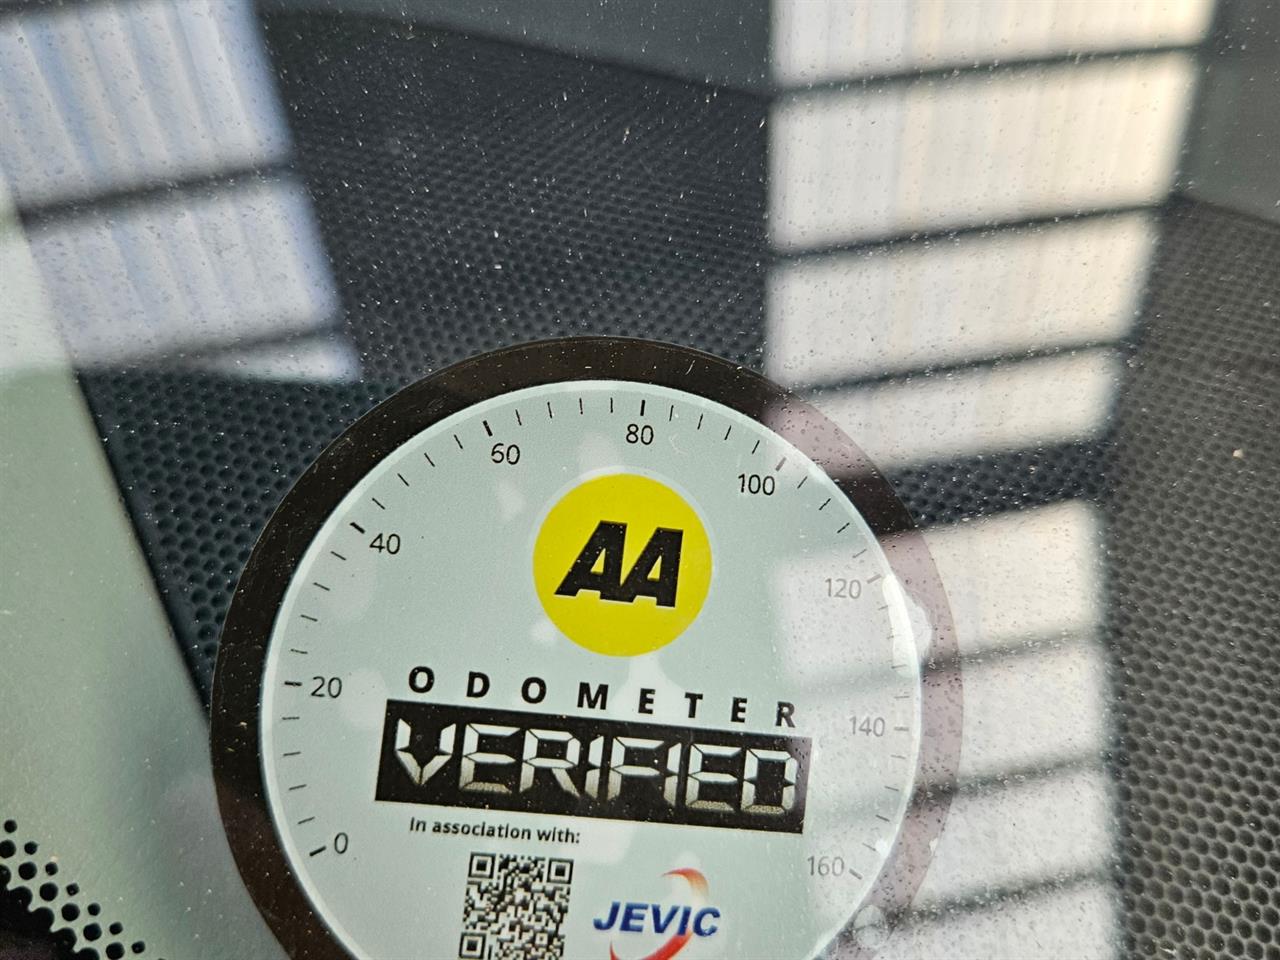 0 20 40 60 80 100 120 140 160
AA
ODOMETER
VERIFIED
In association with:
JEVIC